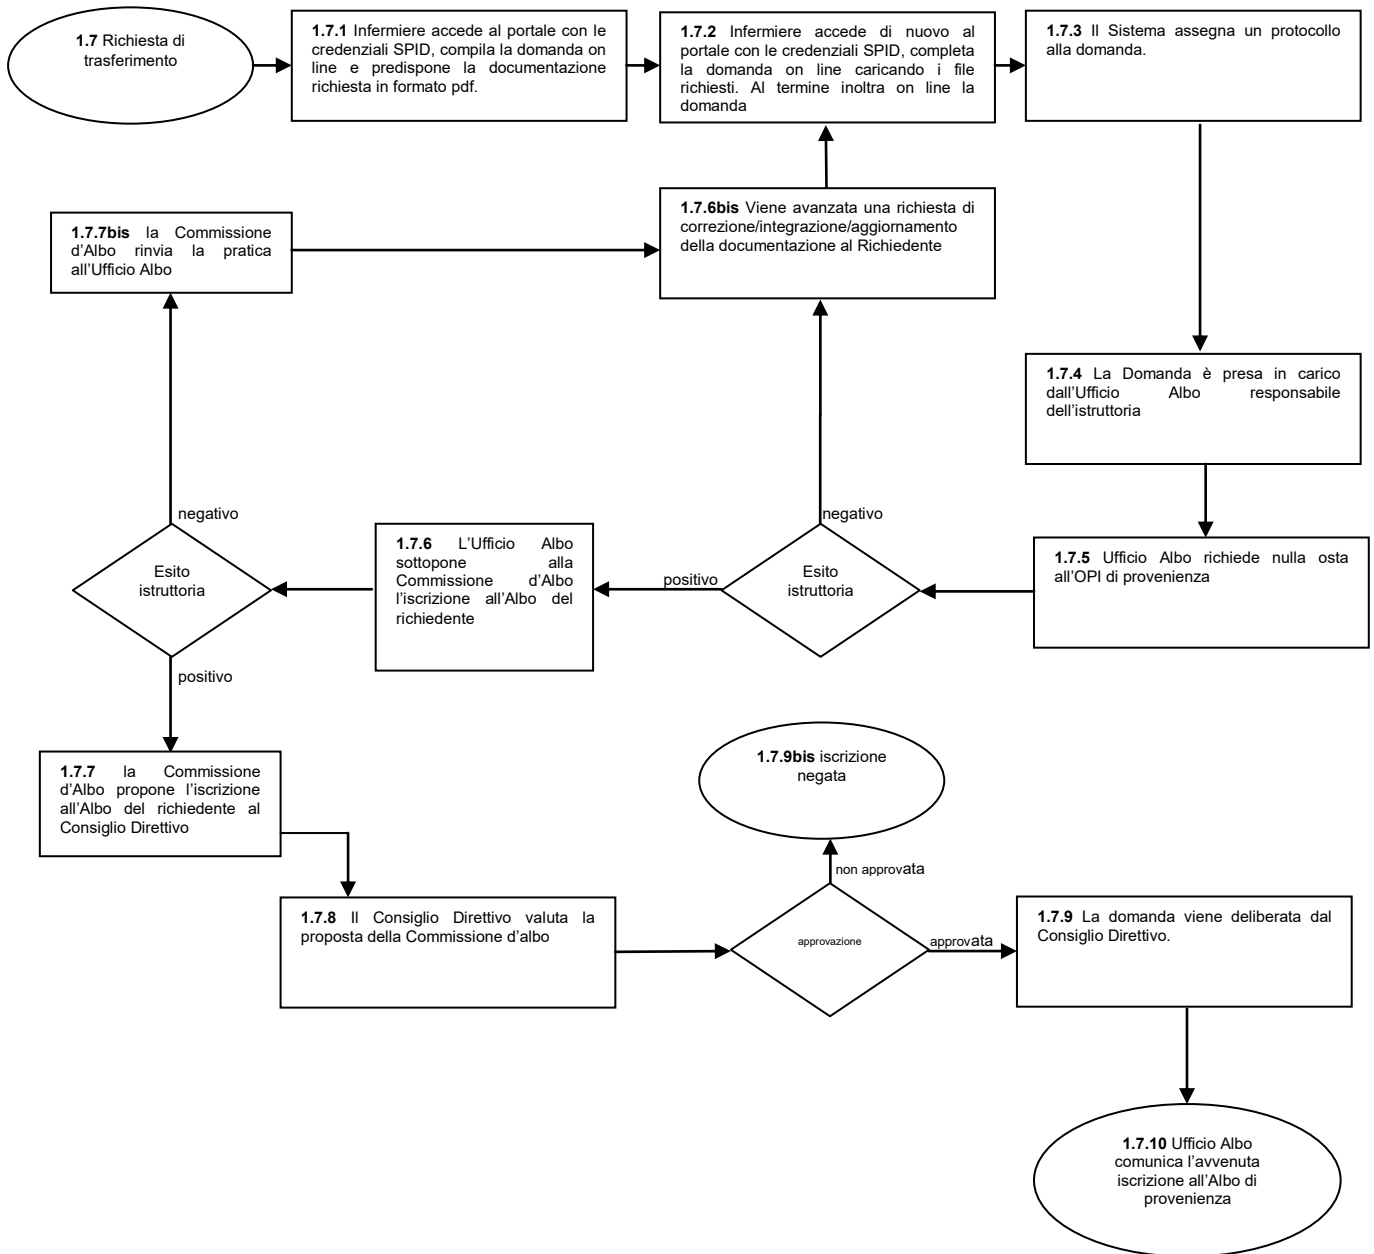 1.7 Richiesta di
trasferimento
1.7.1 Infermiere accede al portale con le
credenziali SPID, compila la domanda on
line e predispone la documentazione
richiesta in formato pdf.
1.7.2 Infermiere accede di nuovo al
portale con le credenziali SPID, completa
la domanda on line caricando i file
richiesti. Al termine inoltra on line la
domanda
1.7.3 Il Sistema assegna un protocollo
alla domanda.
1.7.7bis la Commissione
d'Albo rinvia la pratica
all'Ufficio Albo
1.7.6bis Viene avanzata una richiesta di
correzione/integrazione/aggiornamento
della documentazione al Richiedente
1.7.4 La Domanda è presa in carico
dall'Ufficio Albo responsabile
dell'istruttoria
negativo
negativo
Esito
istruttoria
1.7.6 L'Ufficio Albo
sottopone alla
Commissione d'Albo
l'iscrizione all'Albo del
richiedente
positivo
Esito
istruttoria
1.7.5 Ufficio Albo richiede nulla osta
all'OPI di provenienza
positivo
1.7.7 la Commissione
d'Albo propone l'iscrizione
all'Albo del richiedente al
Consiglio Direttivo
1.7.9bis iscrizione
negata
non approvata
1.7.8 Il Consiglio Direttivo valuta la
proposta della Commissione d'albo
approvazione
approvata
1.7.9 La domanda viene deliberata dal
Consiglio Direttivo.
1.7.10 Ufficio Albo
comunica l'avvenuta
iscrizione all'Albo di
provenienza